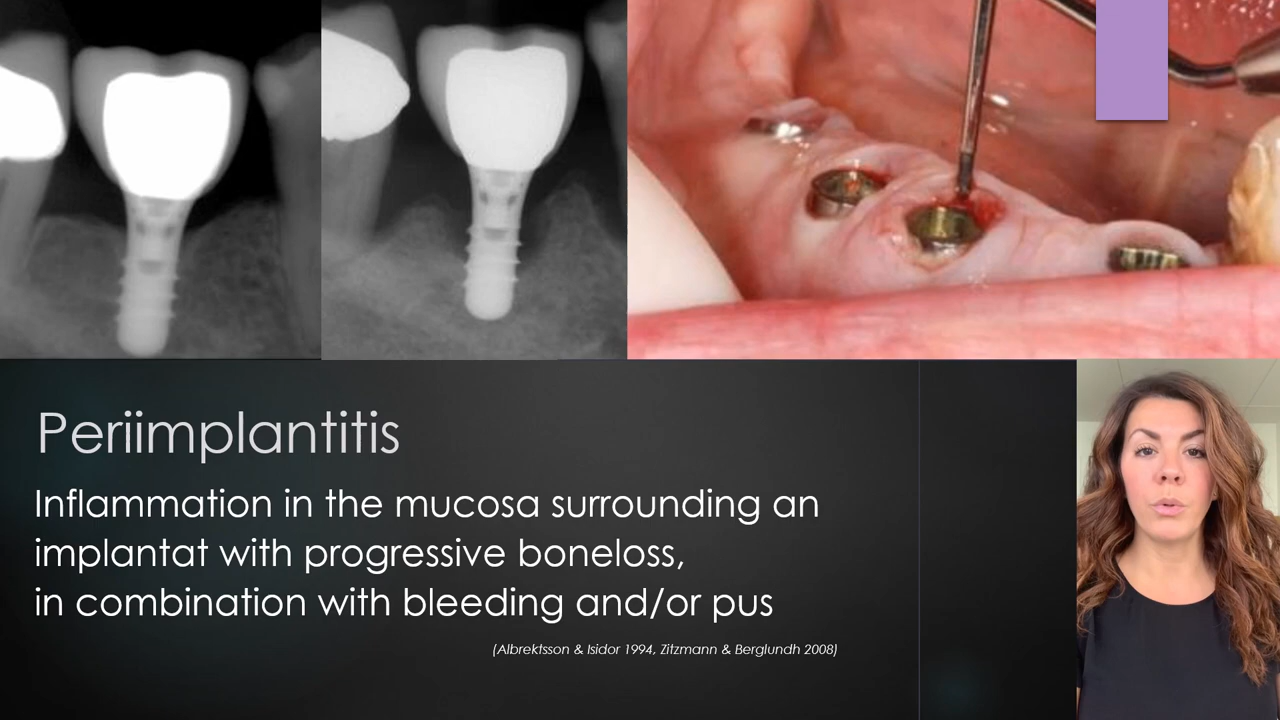 Periimplantitis
Inflammation in the mucosa surrounding an
implantat with progressive boneloss,
in combination with bleeding and/or pus
(Albrektsson & Isidor 1994, Zitzmann & Berglundh 2008)